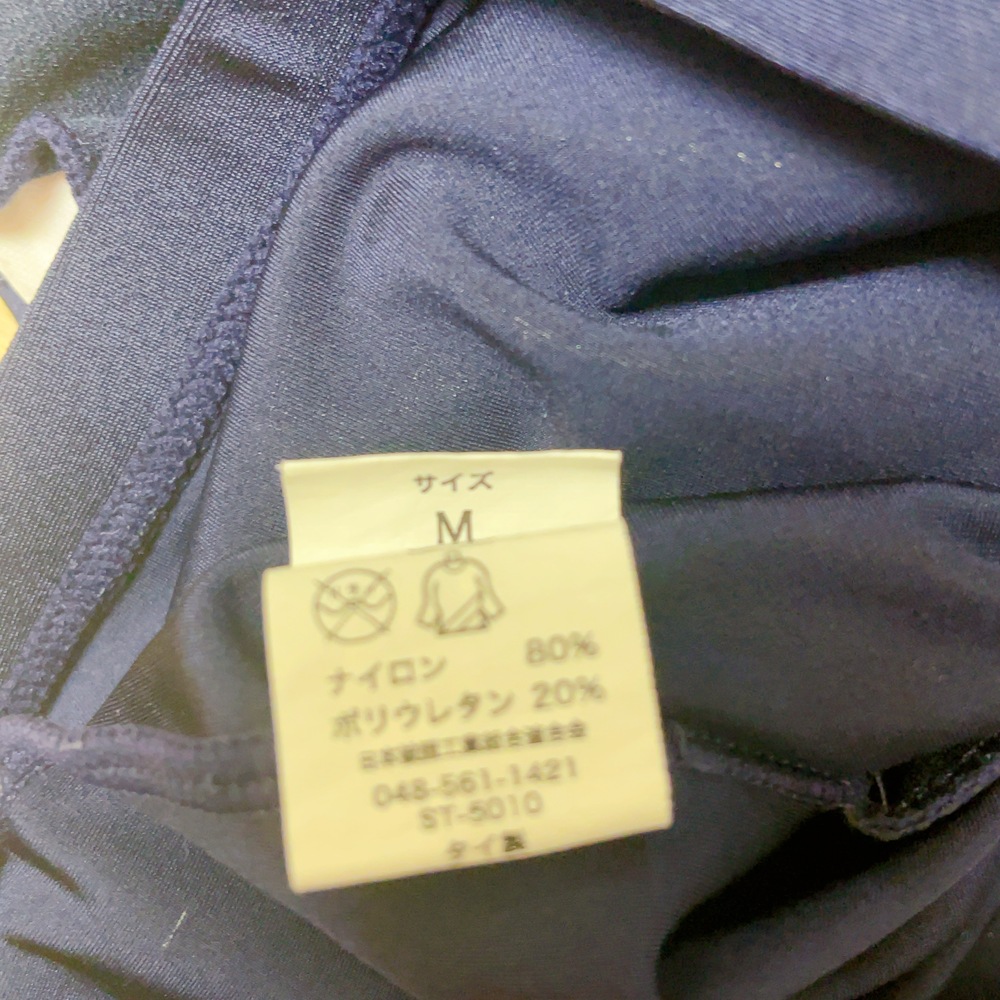 サイズ
M
ナイロン 80%
ポリウレタン 20%
048-561-1421
ST-5010
タイ製